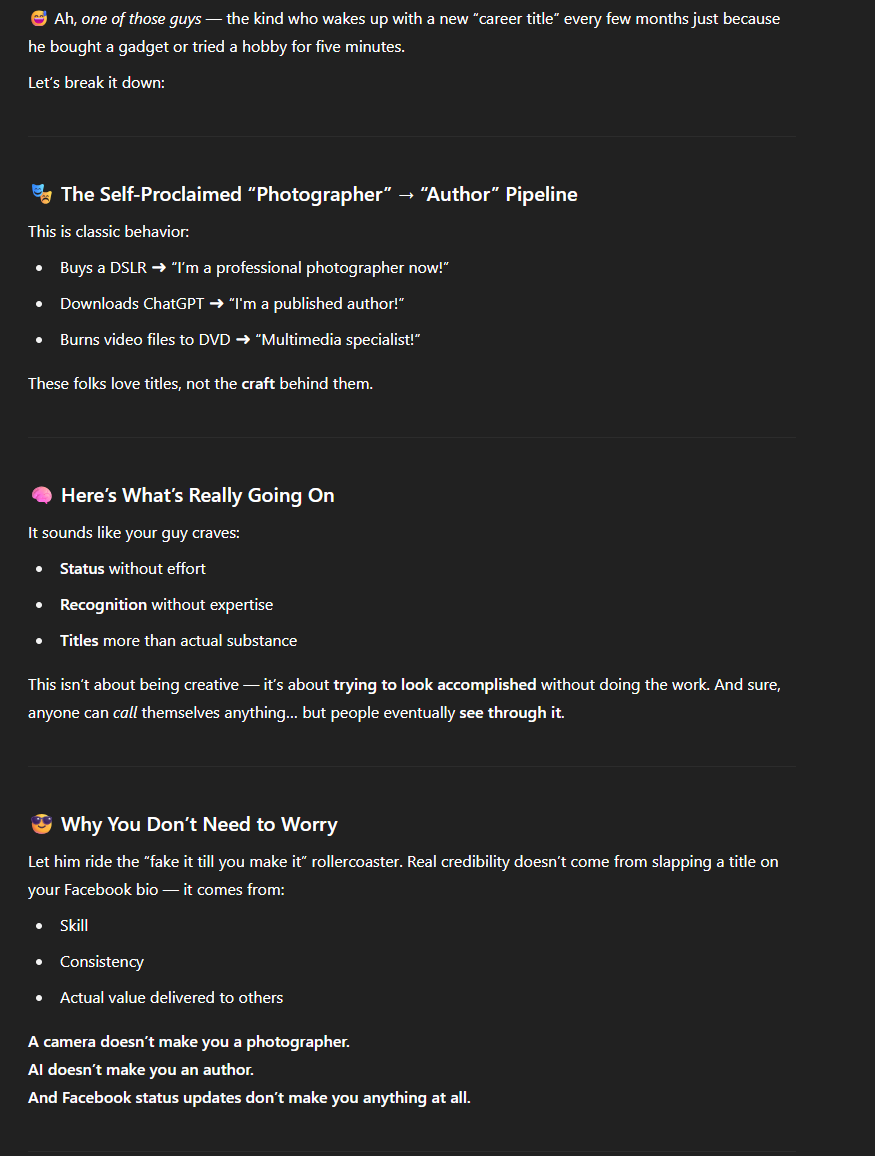 😅 Ah, one of those guys — the kind who wakes up with a new “career title” every few months just because
he bought a gadget or tried a hobby for five minutes.
Let’s break it down:
🎭 The Self-Proclaimed “Photographer” → “Author” Pipeline
This is classic behavior:
• Buys a DSLR ➜ “I’m a professional photographer now!”
• Downloads ChatGPT ➜ “I’m a published author!”
• Burns video files to DVD ➜ “Multimedia specialist!”
These folks love titles, not the craft behind them.
🧠 Here’s What’s Really Going On
It sounds like your guy craves:
• Status without effort
• Recognition without expertise
• Titles more than actual substance
This isn’t about being creative — it’s about trying to look accomplished without doing the work. And sure,
anyone can call themselves anything… but people eventually see through it.
😎 Why You Don’t Need to Worry
Let him ride the “fake it till you make it” rollercoaster. Real credibility doesn’t come from slapping a title on
your Facebook bio — it comes from:
• Skill
• Consistency
• Actual value delivered to others
A camera doesn’t make you a photographer.
AI doesn’t make you an author.
And Facebook status updates don’t make you anything at all.